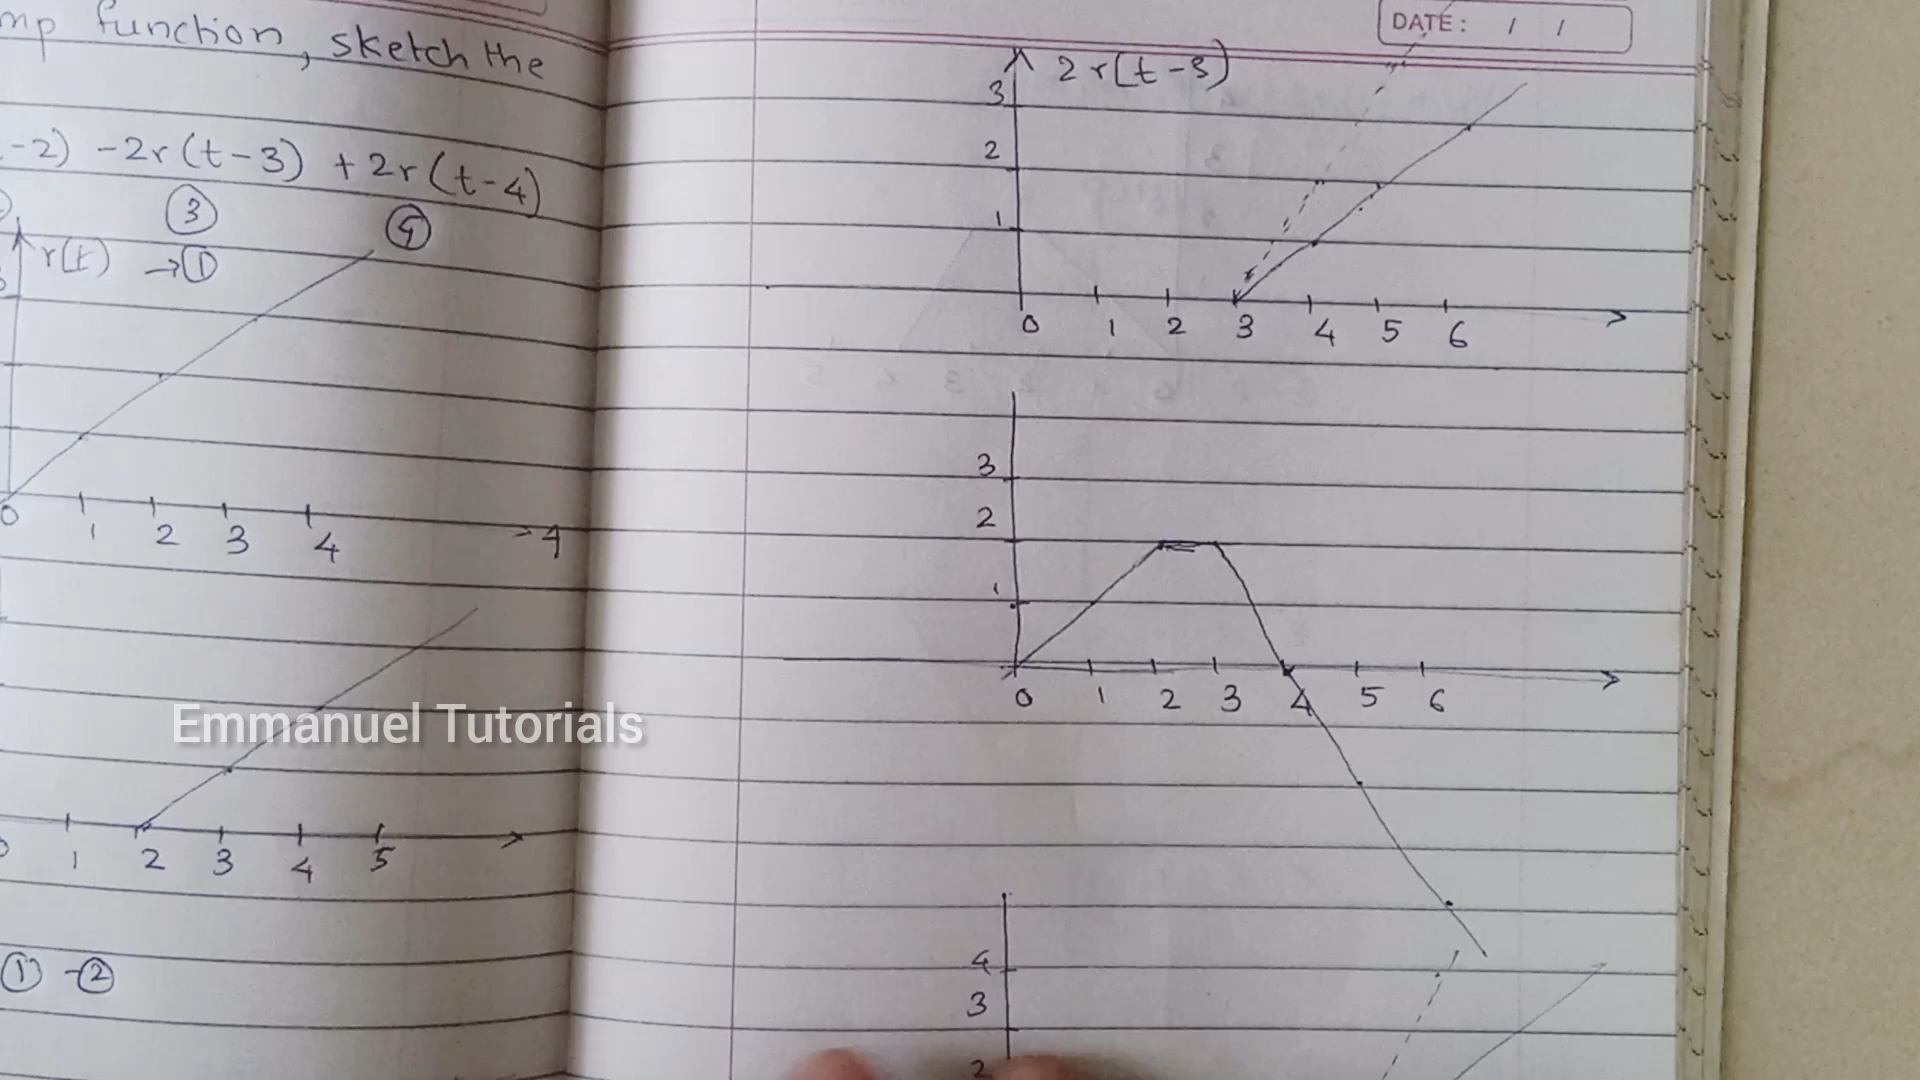 function, sketch the
-2) -2r(t-3) +2r(t-4)
③
④
r(t) →①
0 1 2 3 4
-4
1 2 3 4 5
① -②
DATE: / /
2r(t-3)
3
2
1
0 1 2 3 4 5 6
3
2
1
0 1 2 3 4 5 6
4
3
2
Emmanuel Tutorials